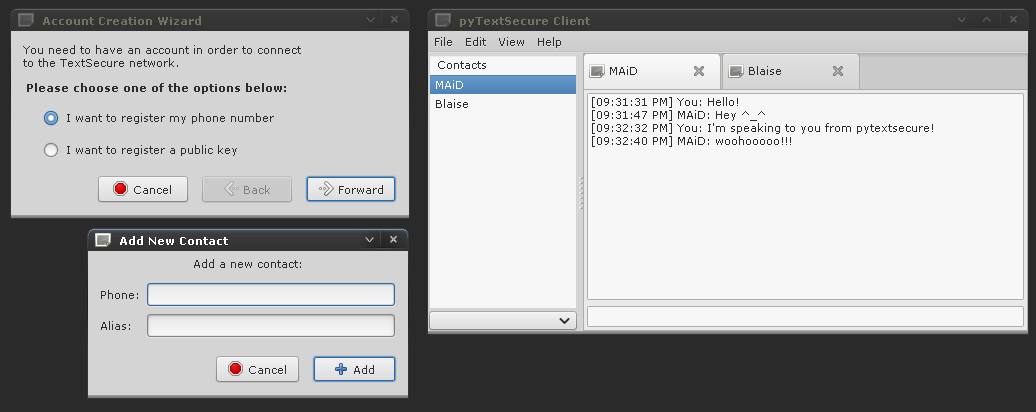 Account Creation Wizard
You need to have an account in order to connect
to the TextSecure network.
Please choose one of the options below:
I want to register my phone number
I want to register a public key
Cancel
Back
Forward
Add New Contact
Add a new contact:
Phone:
Alias:
Cancel
Add
pyTextSecure Client
File Edit View Help
Contacts
MAiD
Blaise
MAiD
Blaise
[09:31:31 PM] You: Hello!
[09:31:47 PM] MAiD: Hey ^_^
[09:32:32 PM] You: I'm speaking to you from pytextsecure!
[09:32:40 PM] MAiD: woohooooo!!!